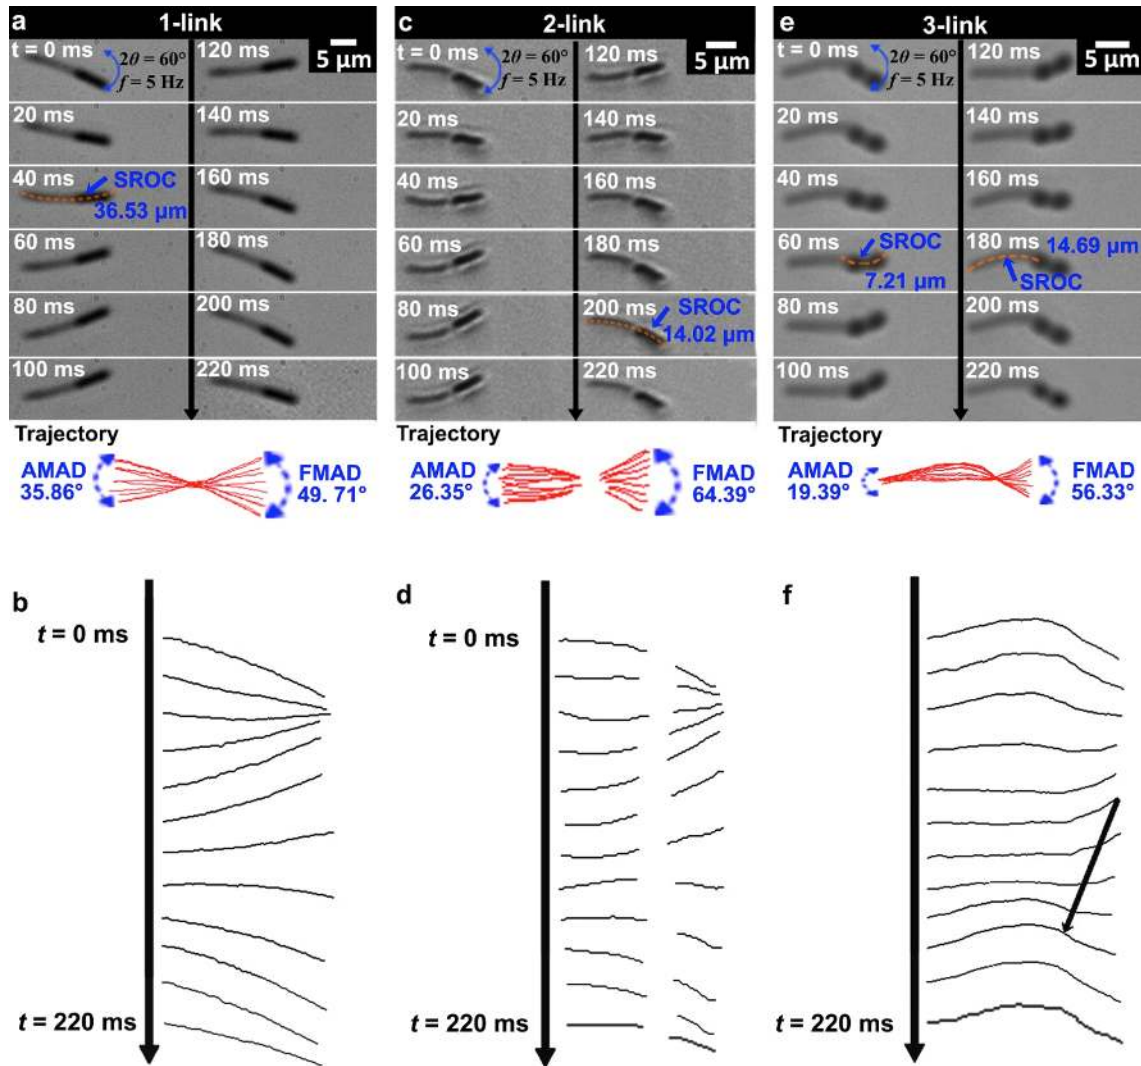 a
1-link
5 µm
t = 0 ms
2θ = 60°
f = 5 Hz
120 ms
20 ms
140 ms
40 ms
SROC
36.53 µm
160 ms
60 ms
180 ms
80 ms
200 ms
100 ms
220 ms
Trajectory
AMAD
35.86°
FMAD
49. 71°
c
2-link
5 µm
t = 0 ms
2θ = 60°
f = 5 Hz
120 ms
20 ms
140 ms
40 ms
160 ms
60 ms
180 ms
80 ms
200 ms
SROC
14.02 µm
100 ms
220 ms
Trajectory
AMAD
26.35°
FMAD
64.39°
e
3-link
5 µm
t = 0 ms
2θ = 60°
f = 5 Hz
120 ms
20 ms
140 ms
40 ms
160 ms
60 ms
SROC
7.21 µm
180 ms
14.69 µm
SROC
80 ms
200 ms
100 ms
220 ms
Trajectory
AMAD
19.39°
FMAD
56.33°
b
t = 0 ms
t = 220 ms
d
t = 0 ms
t = 220 ms
f
t = 0 ms
t = 220 ms